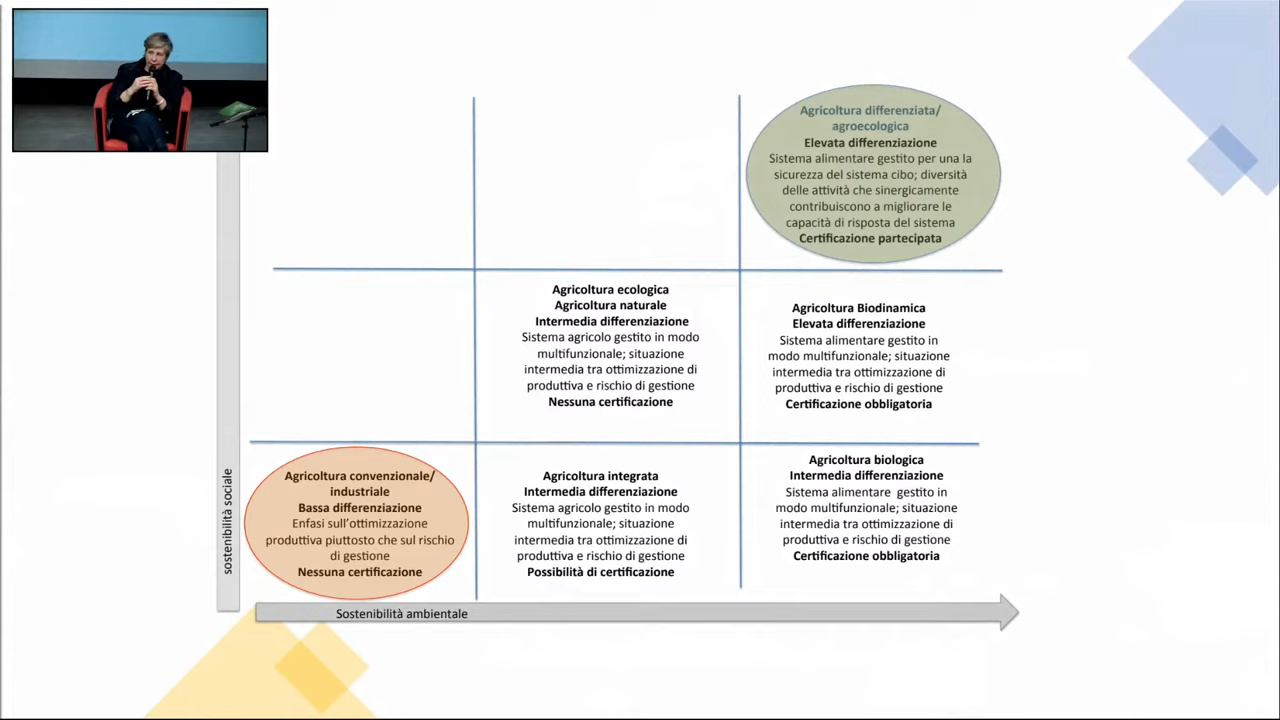 Agricoltura differenziata/
agroecologica
Elevata differenziazione
Sistema alimentare gestito per una la
sicurezza del sistema cibo; diversità
delle attività che sinergicamente
contribuiscono a migliorare le
capacità di risposta del sistema
Certificazione partecipata
Agricoltura ecologica
Agricoltura naturale
Intermedia differenziazione
Sistema agricolo gestito in modo
multifunzionale; situazione
intermedia tra ottimizzazione di
produttiva e rischio di gestione
Nessuna certificazione
Agricoltura Biodinamica
Elevata differenziazione
Sistema alimentare gestito in
modo multifunzionale; situazione
intermedia tra ottimizzazione di
produttiva e rischio di gestione
Certificazione obbligatoria
sostenibilità sociale
Agricoltura convenzionale/
industriale
Bassa differenziazione
Enfasi sull'ottimizzazione
produttiva piuttosto che sul rischio
di gestione
Nessuna certificazione
Agricoltura integrata
Intermedia differenziazione
Sistema agricolo gestito in modo
multifunzionale; situazione
intermedia tra ottimizzazione di
produttiva e rischio di gestione
Possibilità di certificazione
Agricoltura biologica
Intermedia differenziazione
Sistema alimentare gestito in
modo multifunzionale; situazione
intermedia tra ottimizzazione di
produttiva e rischio di gestione
Certificazione obbligatoria
Sostenibilità ambientale